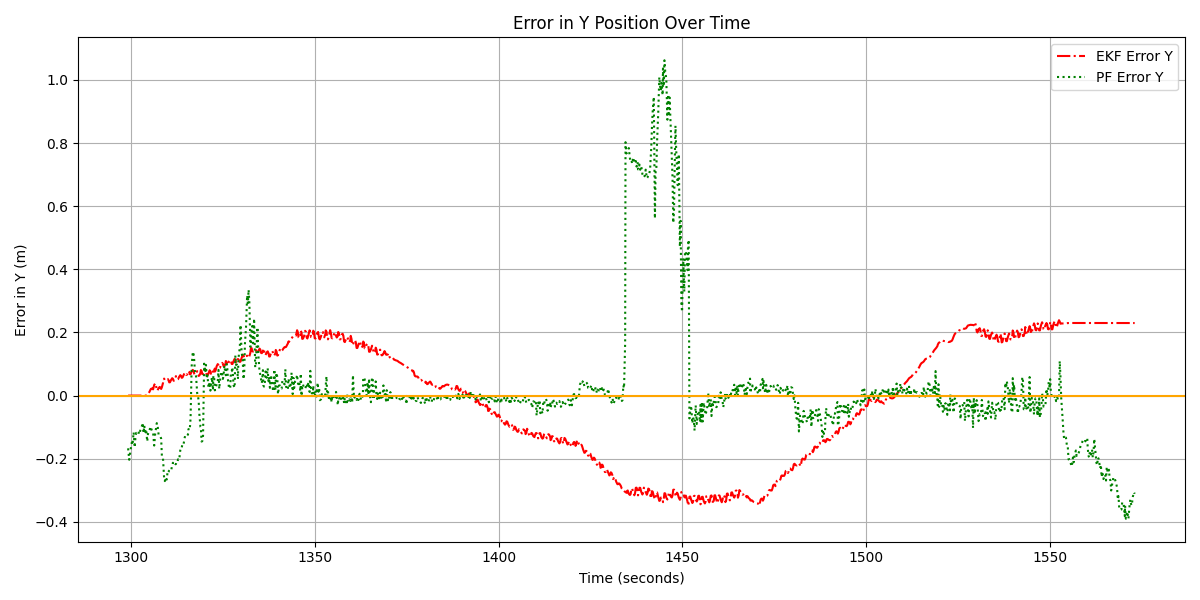 Error in Y Position Over Time
EKF Error Y
PF Error Y
Error in Y (m)
1.0
0.8
0.6
0.4
0.2
0.0
−0.2
−0.4
1300 1350 1400 1450 1500 1550
Time (seconds)